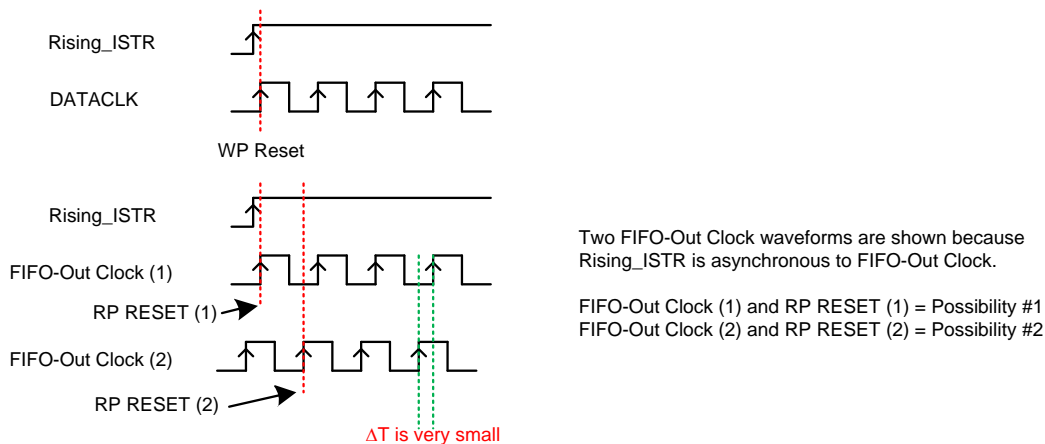 Rising_ISTR
DATACLK
WP Reset
Rising_ISTR
FIFO-Out Clock (1)
RP RESET (1)
FIFO-Out Clock (2)
RP RESET (2)
ΔT is very small
Two FIFO-Out Clock waveforms are shown because
Rising_ISTR is asynchronous to FIFO-Out Clock.
FIFO-Out Clock (1) and RP RESET (1) = Possibility #1
FIFO-Out Clock (2) and RP RESET (2) = Possibility #2